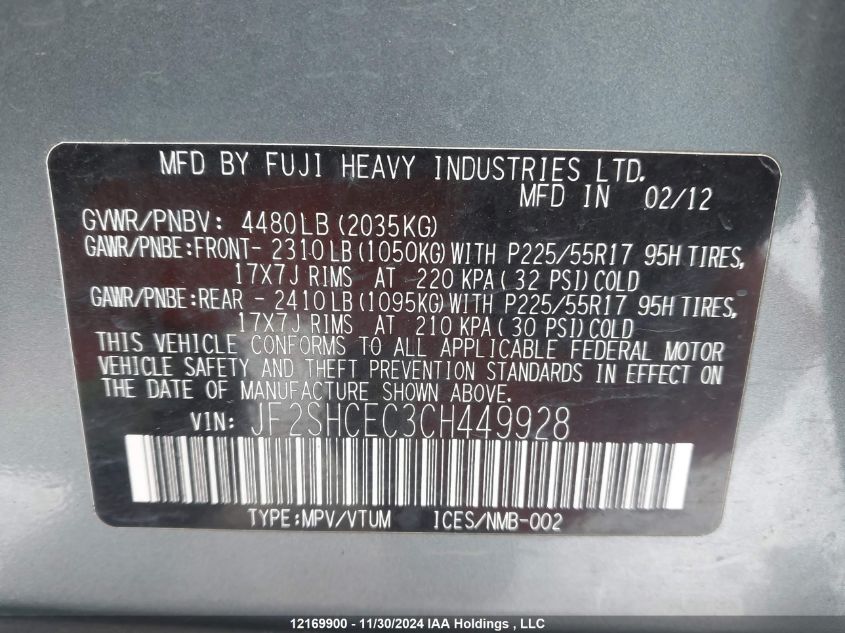 MFD BY FUJI HEAVY INDUSTRIES LTD.
MFD IN 02/12
GVWR/PNBV: 4480LB(2035KG)
GAWR/PNBE:FRONT- 2310LB(1050KG)WITH P225/55R17 95H TIRES,
17X7J RIMS AT 220 KPA(32 PSI)COLD
GAWR/PNBE:REAR - 2410LB(1095KG)WITH P225/55R17 95H TIRES,
17X7J RIMS AT 210 KPA(30 PSI)COLD
THIS VEHICLE CONFORMS TO ALL APPLICABLE FEDERAL MOTOR
VEHICLE SAFETY AND THEFT PREVENTION STANDARDS IN EFFECT ON
THE DATE OF MANUFACTURE SHOWN ABOVE.
VIN: JF2SHCEC3CH449928
TYPE:MPV/VTUM ICES/NMB-002
12169900 - 11/30/2024 IAA Holdings , LLC